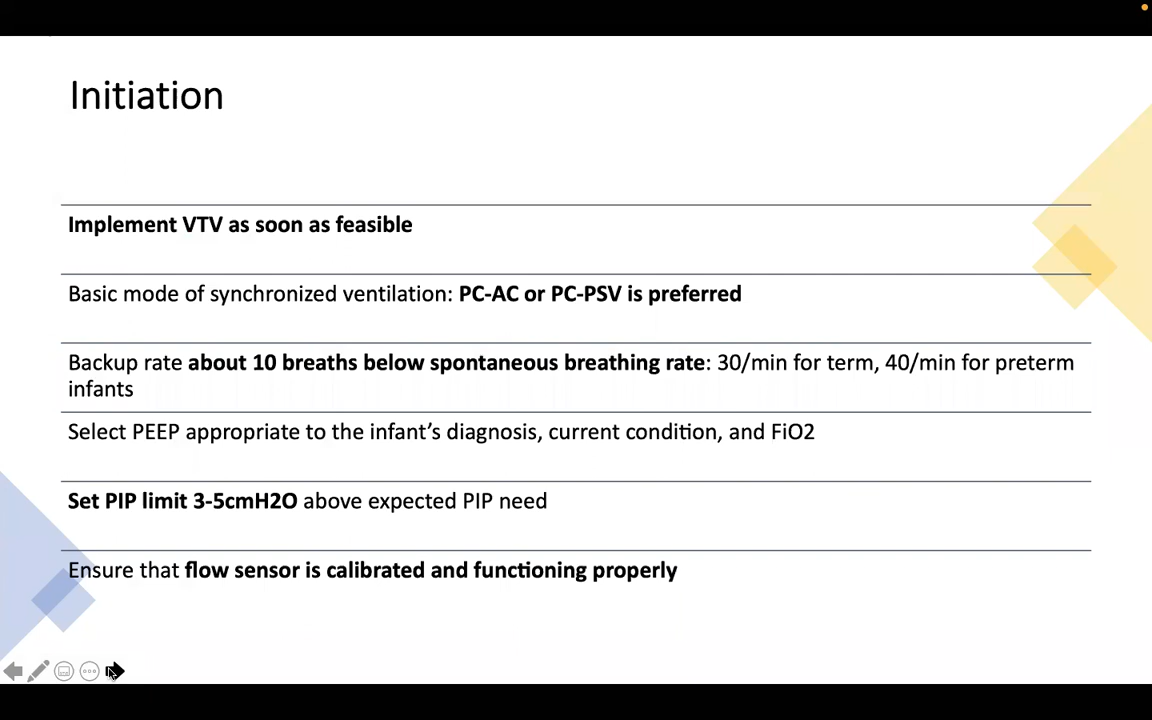 Initiation
Implement VTV as soon as feasible
Basic mode of synchronized ventilation: PC-AC or PC-PSV is preferred
Backup rate about 10 breaths below spontaneous breathing rate: 30/min for term, 40/min for preterm
infants
Select PEEP appropriate to the infant’s diagnosis, current condition, and FiO2
Set PIP limit 3-5cmH2O above expected PIP need
Ensure that flow sensor is calibrated and functioning properly